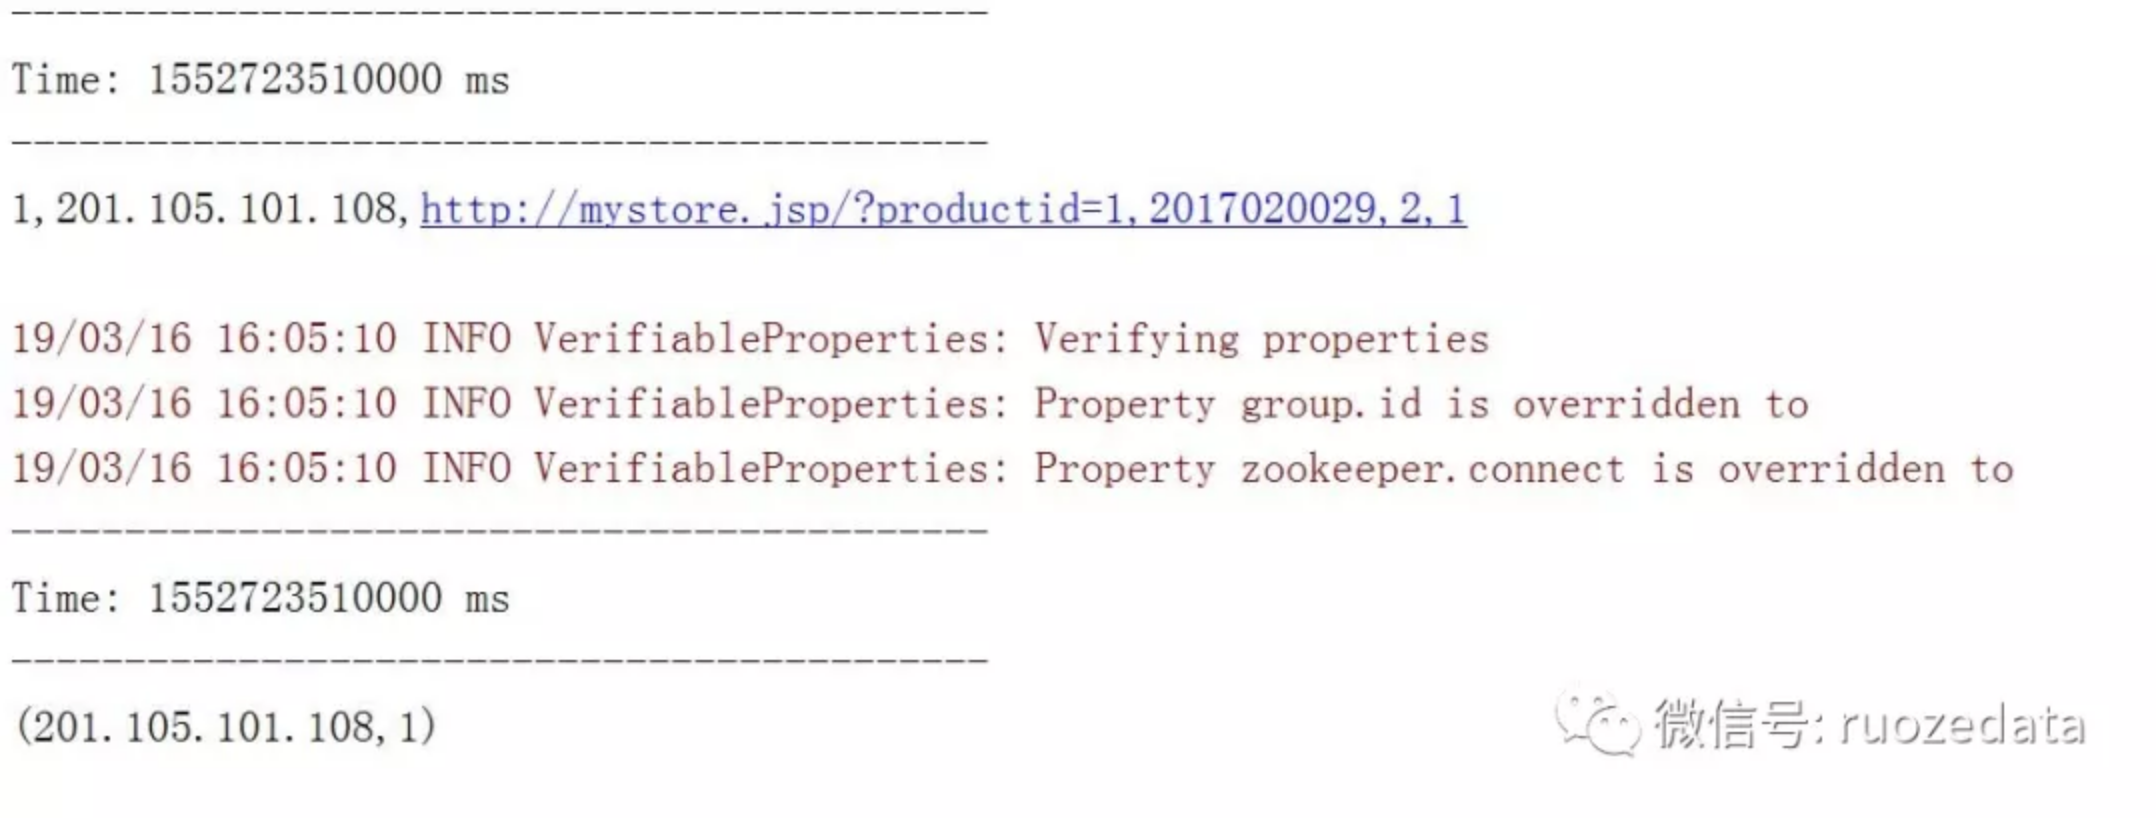 -------------------------------------------
Time: 1552723510000 ms
-------------------------------------------
1,201.105.101.108,http://mystore.jsp/?productid=1,2017020029,2,1
19/03/16 16:05:10 INFO VerifiableProperties: Verifying properties
19/03/16 16:05:10 INFO VerifiableProperties: Property group.id is overridden to
19/03/16 16:05:10 INFO VerifiableProperties: Property zookeeper.connect is overridden to
-------------------------------------------
Time: 1552723510000 ms
-------------------------------------------
(201.105.101.108,1)
微信号: ruozedata